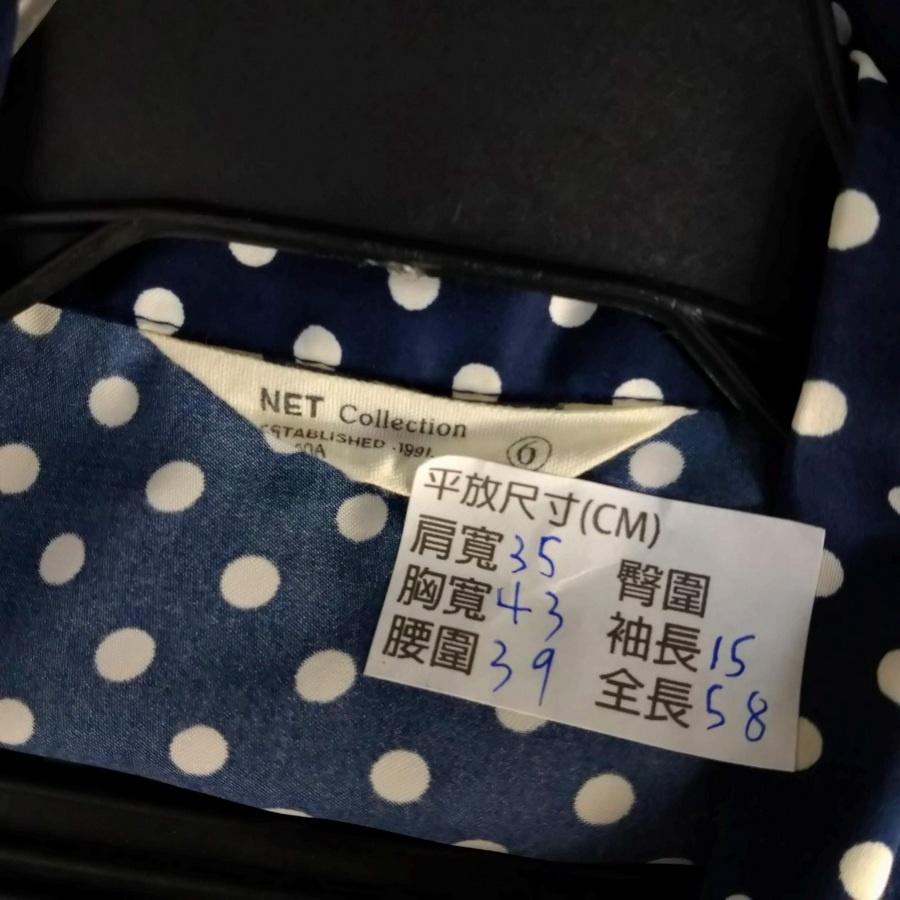 NET Collection
ESTABLISHED · 1991.
6
平放尺寸(CM)
肩寬35
胸寬43
腰圍39
臀圍
袖長15
全長58